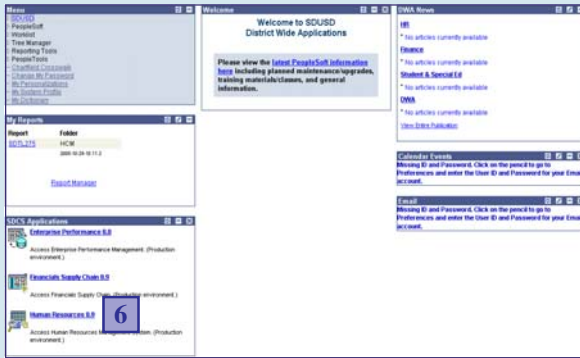 Menu
SDUSD
PeopleSoft
Worklist
Tree Manager
Reporting Tools
PeopleTools
Chartfield Crosswalk
Change My Password
My Personalizations
My System Profile
My Dictionary
My Reports
Report Folder
SDTL275 HCM
Report Manager
SDCS Applications
Enterprise Performance 8.8
Access Enterprise Performance Management. (Production
environment.)
Financials Supply Chain 8.9
Access Financials Supply Chain. (Production environment.)
Human Resources 8.9
6
Access Human Resources Management System. (Production
environment.)
Welcome
Welcome to SDUSD
District Wide Applications
Please view the latest PeopleSoft information
here including planned maintenance/upgrades,
training materials/classes, and general
information.
DWA News
HR
* No articles currently available
Finance
* No articles currently available
Student & Special Ed
* No articles currently available
DWA
* No articles currently available
View Entire Publication
Calendar Events
Missing ID and Password. Click on the pencil to go to
Preferences and enter the User ID and Password for your Emai
account.
Email
Missing ID and Password. Click on the pencil to go to
Preferences and enter the User ID and Password for your Emai
account.